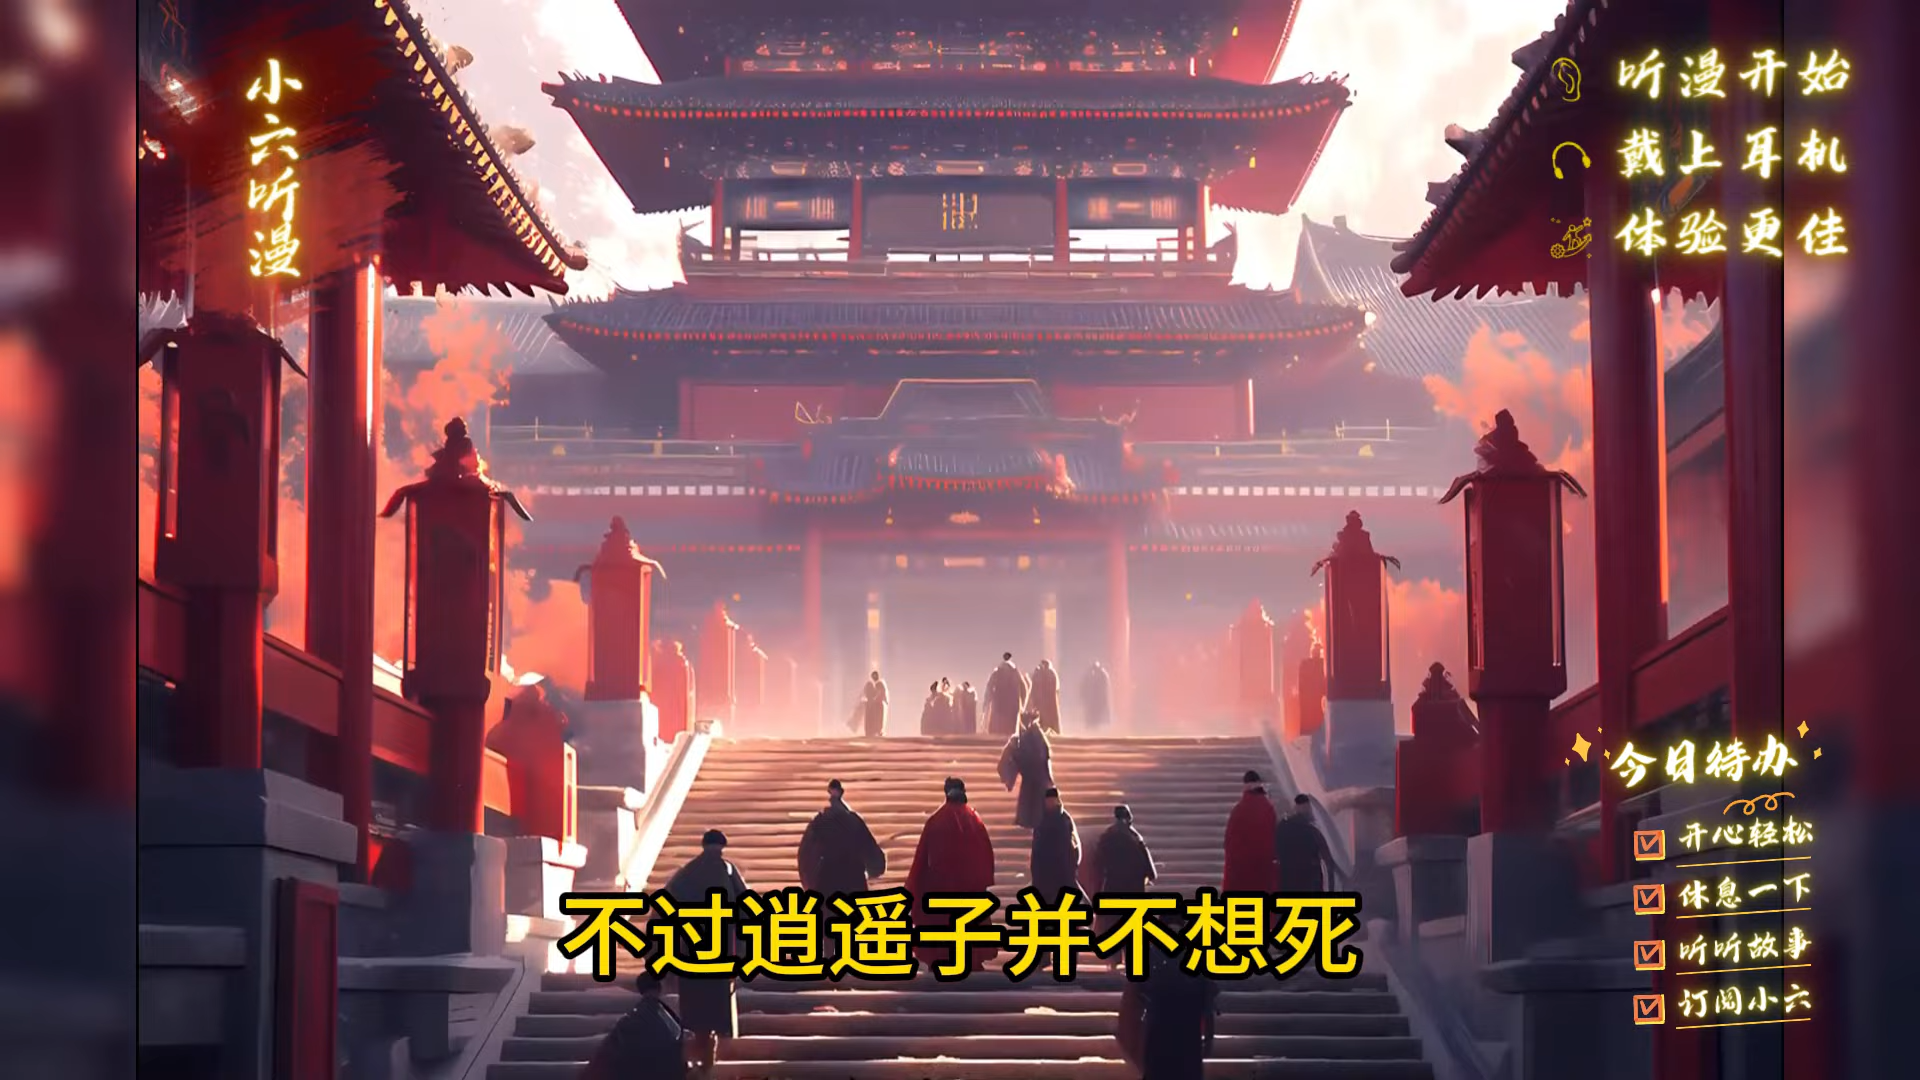 小六听漫
听漫开始
戴上耳机
体验更佳
今日待办
开心轻松
休息一下
听听故事
订阅小六
不过逍遥子并不想死